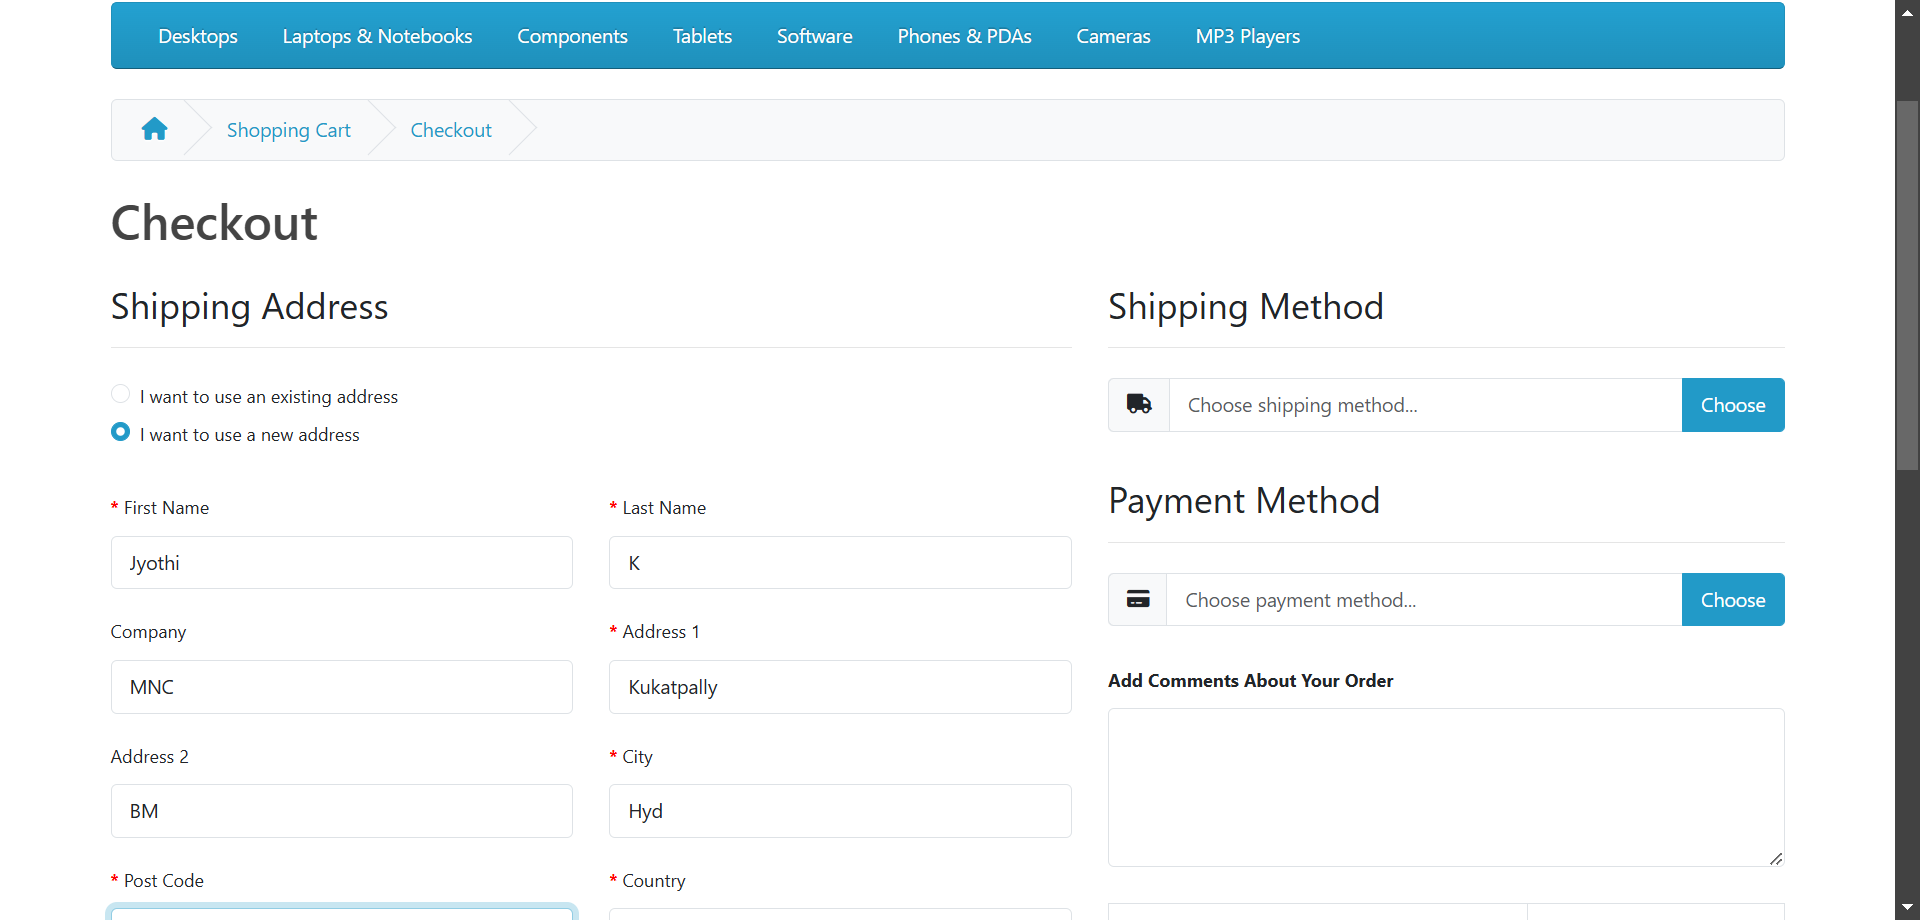 Desktops Laptops & Notebooks Components Tablets Software Phones & PDAs Cameras MP3 Players
Shopping Cart Checkout
Checkout
Shipping Address
I want to use an existing address
I want to use a new address
* First Name * Last Name
Jyothi K
Company * Address 1
MNC Kukatpally
Address 2 * City
BM Hyd
* Post Code * Country
Shipping Method
Choose shipping method... Choose
Payment Method
Choose payment method... Choose
Add Comments About Your Order